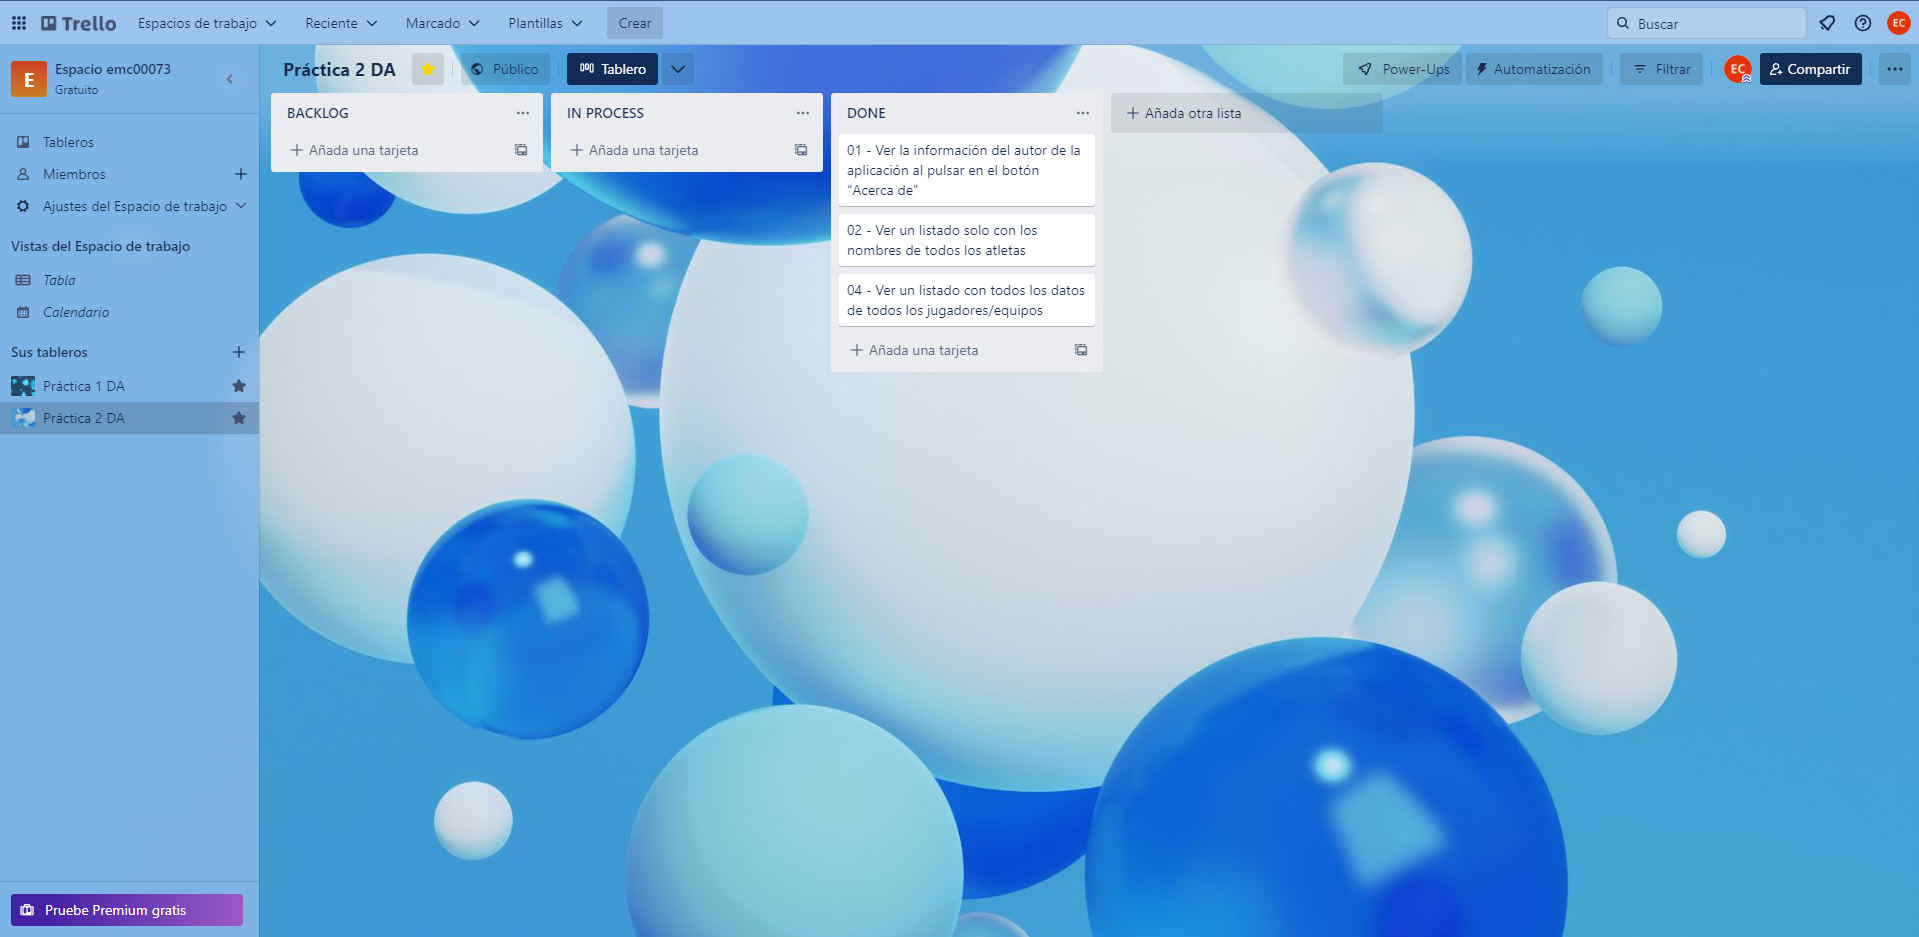 Trello
Espacios de trabajo
Reciente
Marcado
Plantillas
Crear
Buscar
EC
E
Espacio emc00073
Gratuito
Práctica 2 DA
Público
Tablero
Power-Ups
Automatización
Filtrar
EC
Compartir
Tableros
Miembros
Ajustes del Espacio de trabajo
Vistas del Espacio de trabajo
Tabla
Calendario
Sus tableros
Práctica 1 DA
Práctica 2 DA
Pruebe Premium gratis
BACKLOG
Añada una tarjeta
IN PROCESS
Añada una tarjeta
DONE
01 - Ver la información del autor de la
aplicación al pulsar en el botón
“Acerca de"
02 - Ver un listado solo con los
nombres de todos los atletas
04 - Ver un listado con todos los datos
de todos los jugadores/equipos
Añada una tarjeta
Añada otra lista